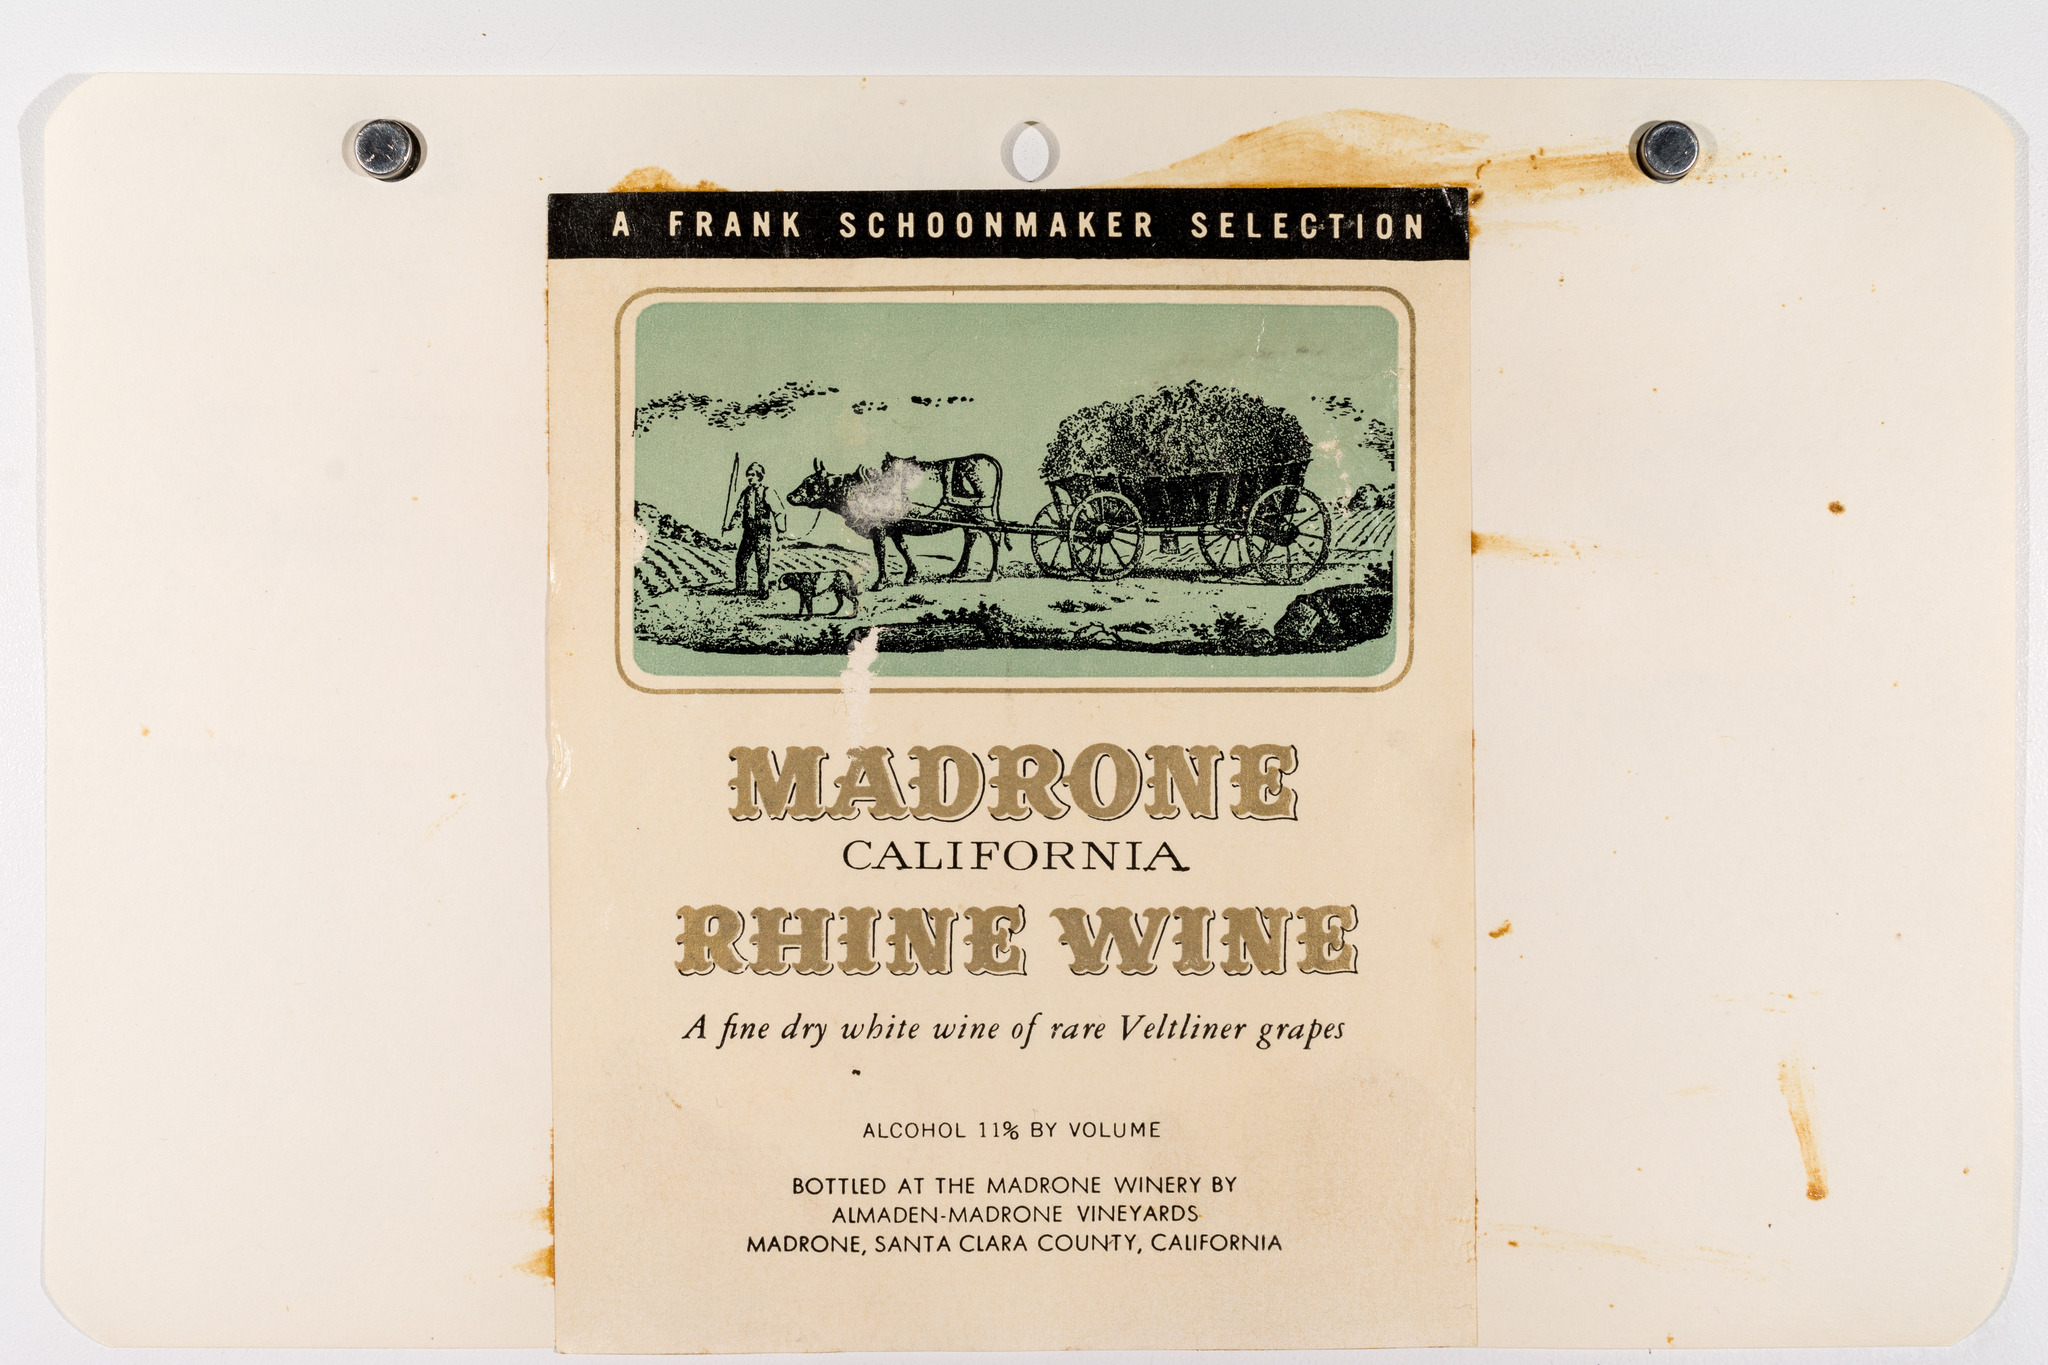 A FRANK SCHOONMAKER SELECTION
MADRONE
CALIFORNIA
RHINE WINE
A fine dry white wine of rare Veltliner grapes
ALCOHOL 11% BY VOLUME
BOTTLED AT THE MADRONE WINERY BY
ALMADEN-MADRONE VINEYARDS
MADRONE, SANTA CLARA COUNTY, CALIFORNIA